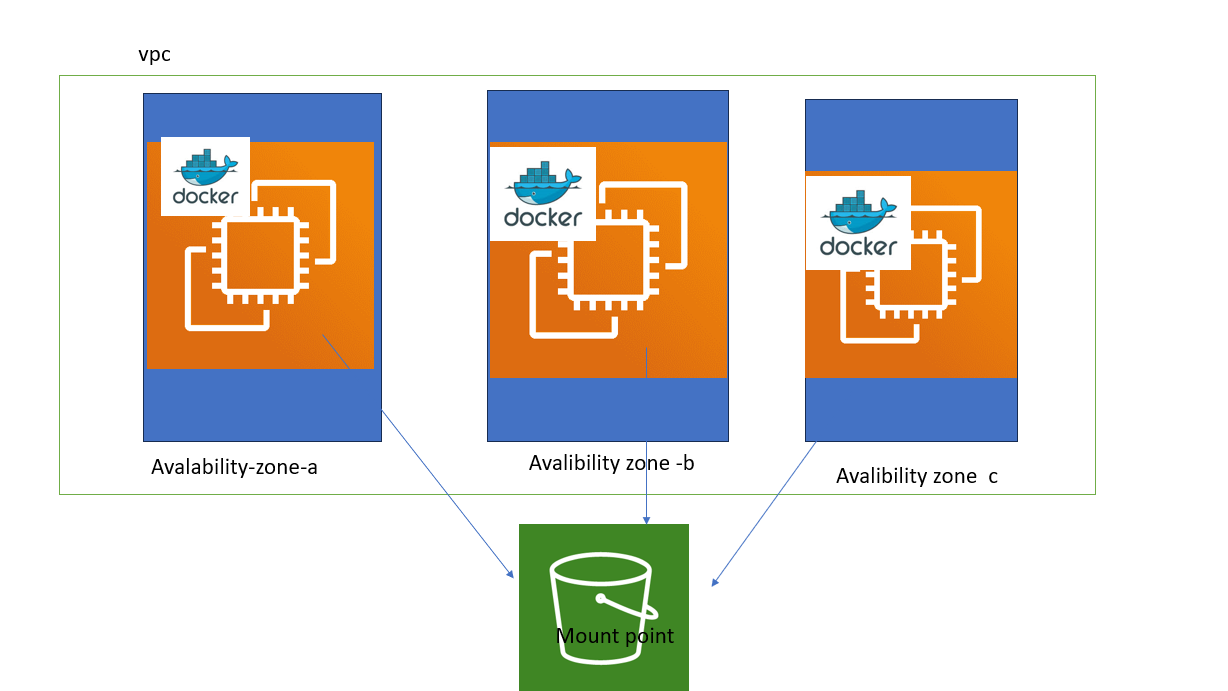 vpc
docker
docker
docker
Avalability-zone-a
Avalibility zone -b
Avalibility zone  c
Mount point